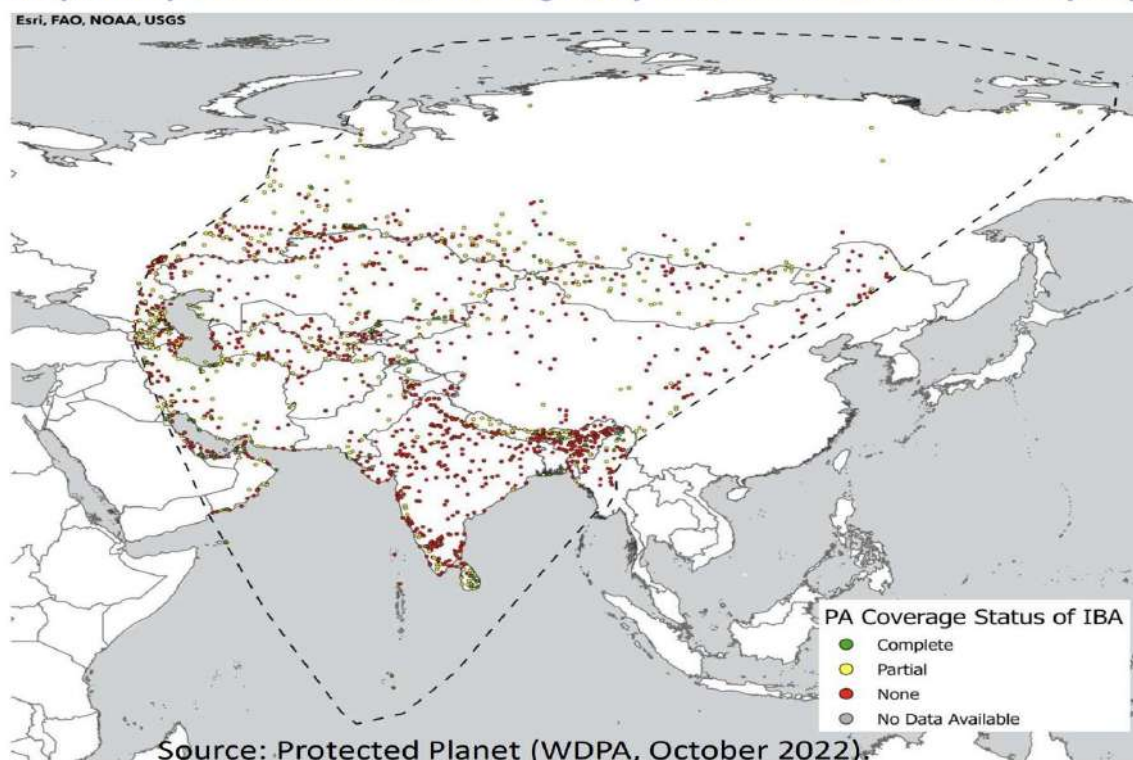 Esri, FAO, NOAA, USGS
PA Coverage Status of IBA
Complete
Partial
None
No Data Available
Source: Protected Planet (WDPA, October 2022).